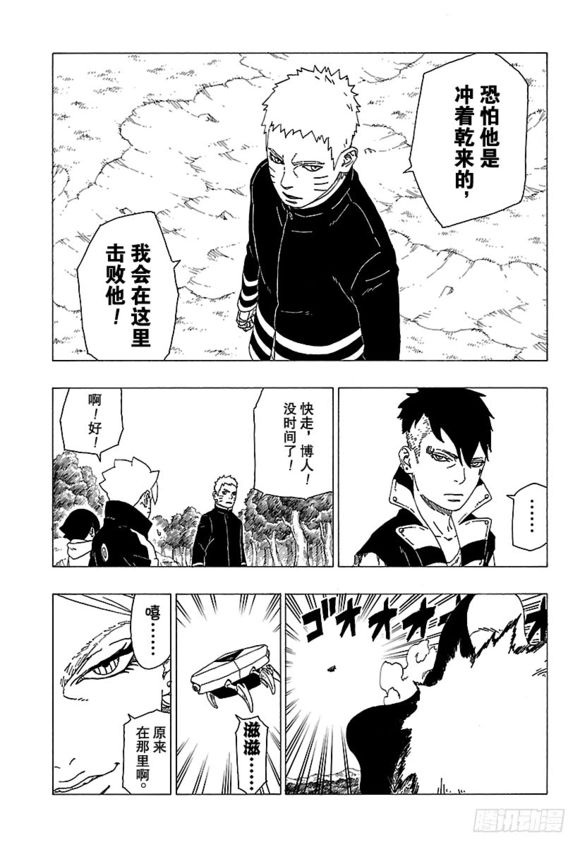 恐怕他是
冲着乾来的，
我会在这里
击败他！
快走，博人！
没时间了！
啊！好！
……
ゴオオオオ
滋滋……
嘻……
原来
在那里啊。
腾讯动漫